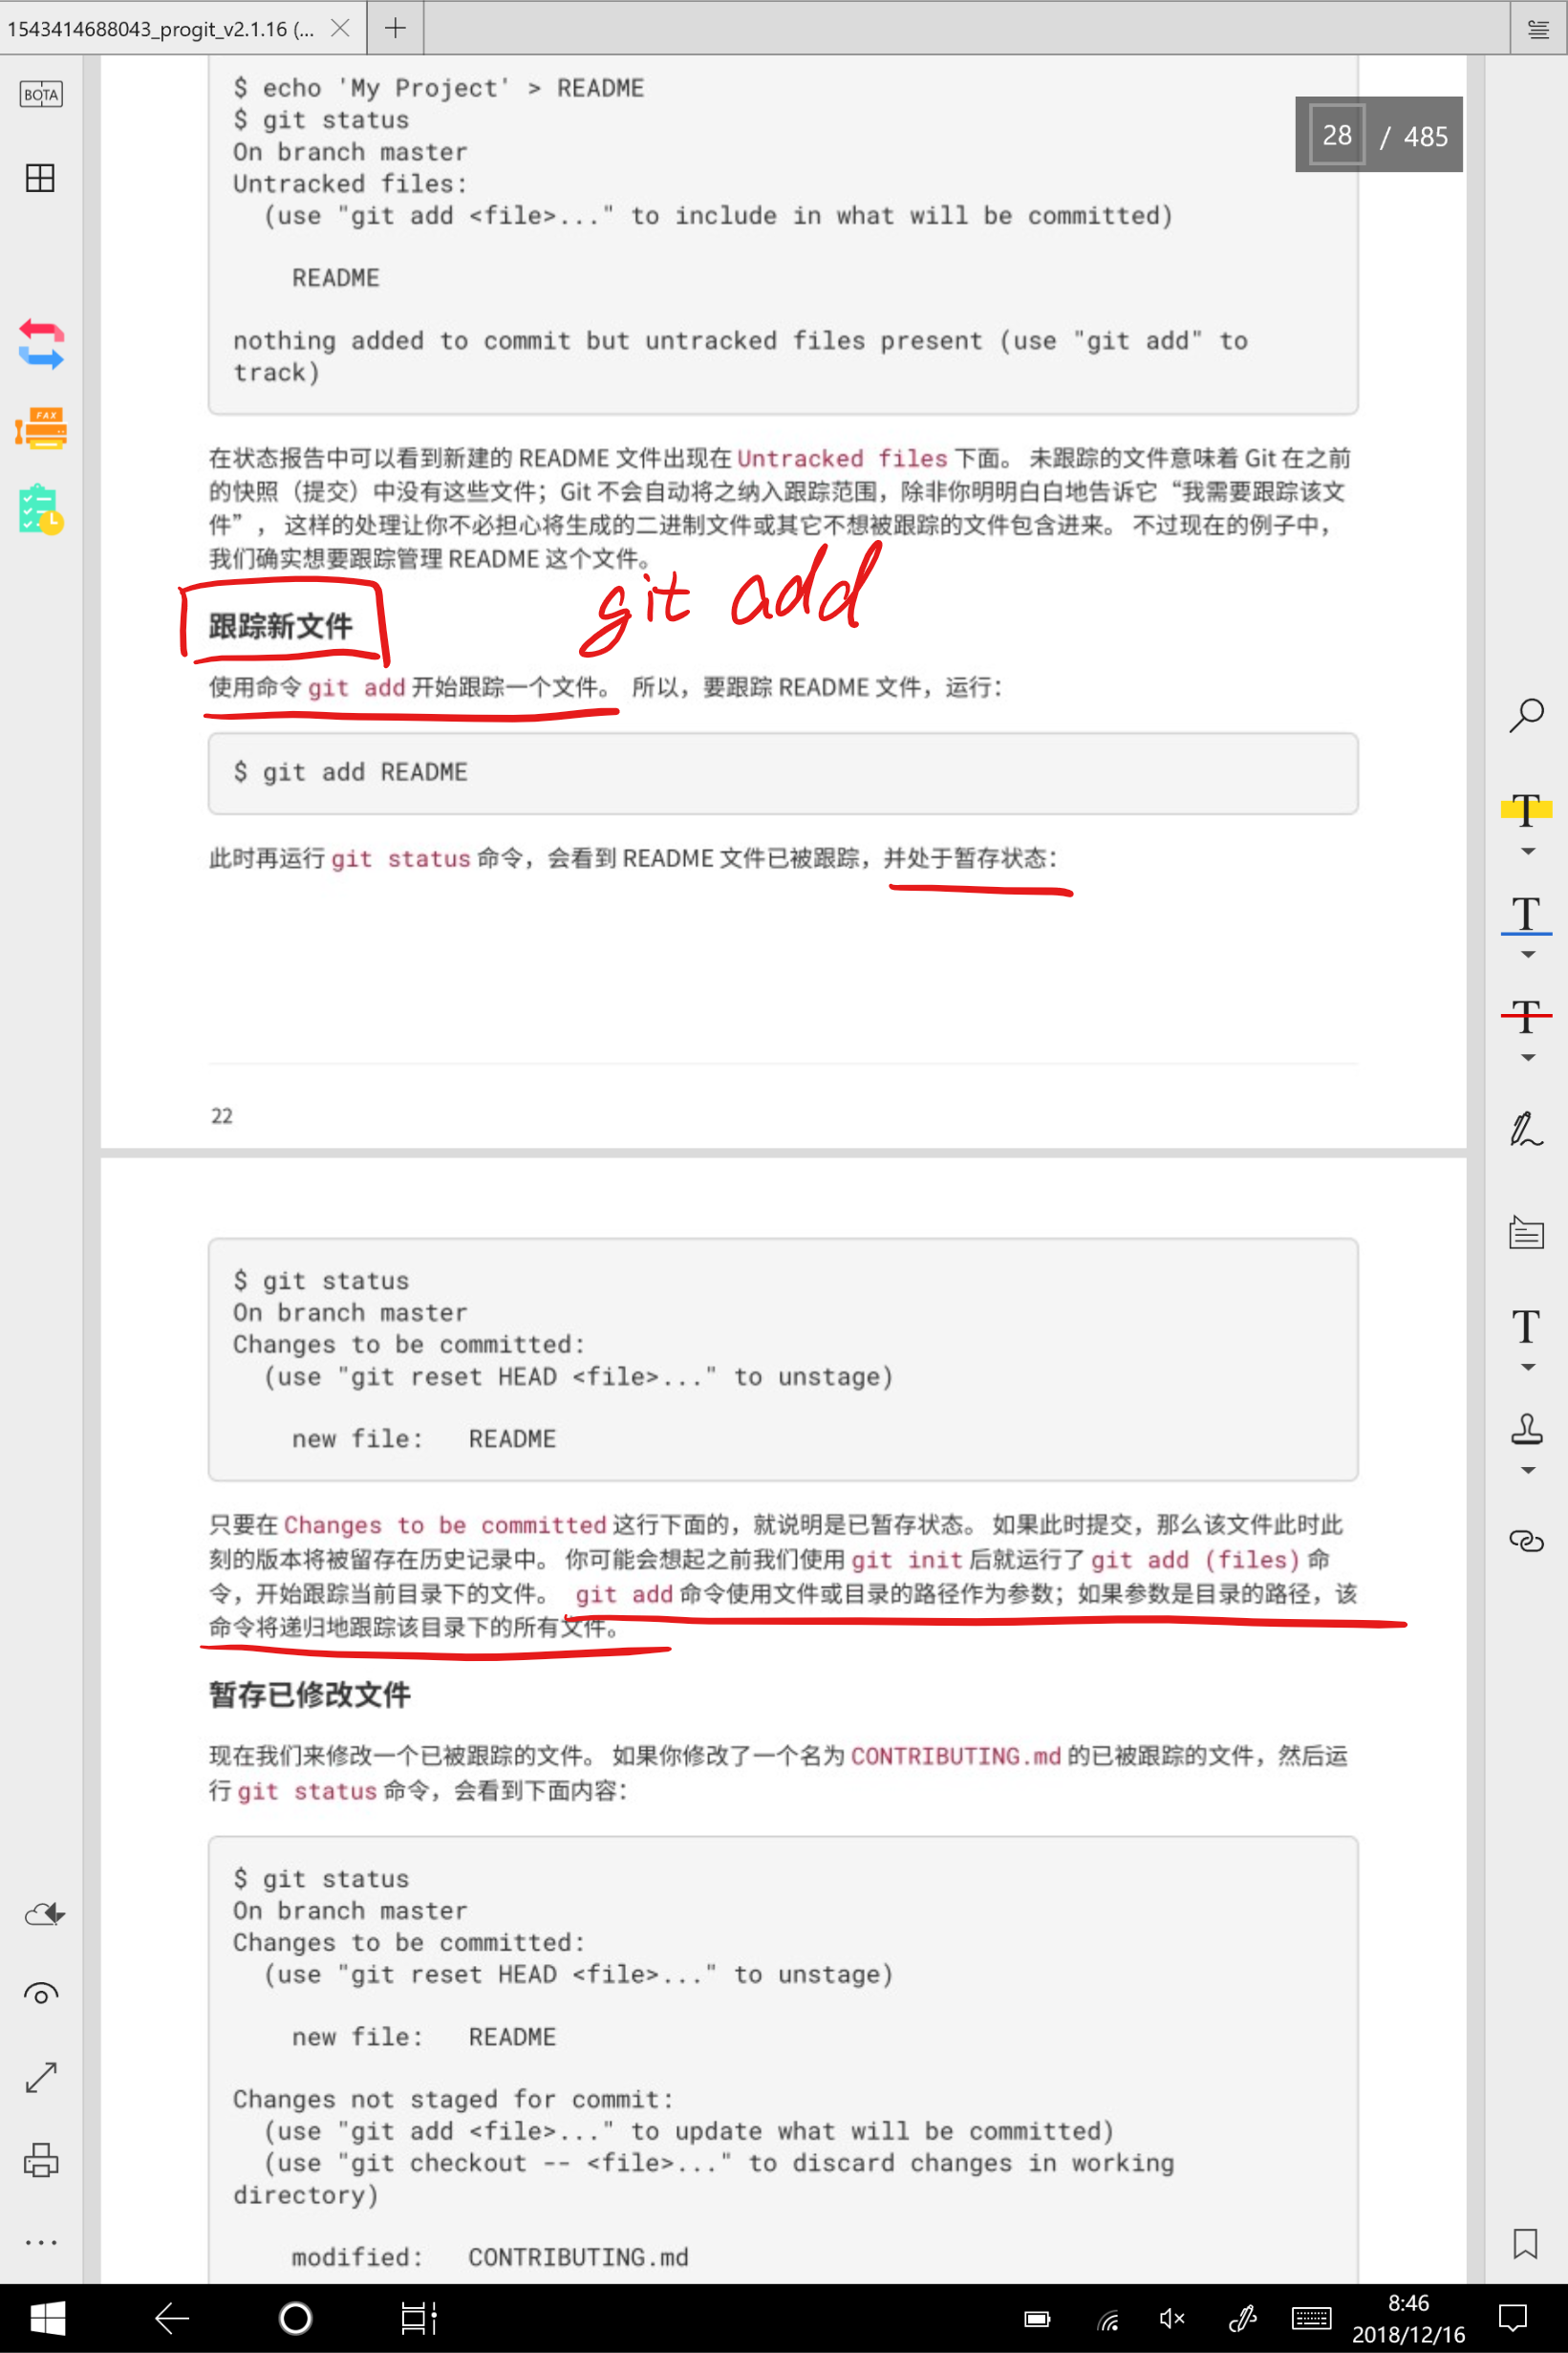 1543414688043_progit_v2.1.16 (...
BOTA
28 / 485
FAX
$ echo 'My Project' > README
$ git status
On branch master
Untracked files:
  (use "git add <file>..." to include in what will be committed)
    README
nothing added to commit but untracked files present (use "git add" to
track)
在状态报告中可以看到新建的 README 文件出现在 Untracked files 下面。 未跟踪的文件意味着 Git 在之前
的快照（提交）中没有这些文件；Git 不会自动将之纳入跟踪范围，除非你明明白白地告诉它“我需要跟踪该文
件”， 这样的处理让你不必担心将生成的二进制文件或其它不想被跟踪的文件包含进来。 不过现在的例子中，
我们确实想要跟踪管理 README 这个文件。
git add
跟踪新文件
使用命令 git add 开始跟踪一个文件。 所以，要跟踪 README 文件，运行：
$ git add README
此时再运行 git status 命令，会看到 README 文件已被跟踪，并处于暂存状态：
22
$ git status
On branch master
Changes to be committed:
  (use "git reset HEAD <file>..." to unstage)
    new file:   README
只要在 Changes to be committed 这行下面的，就说明是已暂存状态。 如果此时提交，那么该文件此时此
刻的版本将被留存在历史记录中。 你可能会想起之前我们使用 git init 后就运行了 git add (files) 命
令，开始跟踪当前目录下的文件。 git add 命令使用文件或目录的路径作为参数；如果参数是目录的路径，该
命令将递归地跟踪该目录下的所有文件。
暂存已修改文件
现在我们来修改一个已被跟踪的文件。 如果你修改了一个名为 CONTRIBUTING.md 的已被跟踪的文件，然后运
行 git status 命令，会看到下面内容：
$ git status
On branch master
Changes to be committed:
  (use "git reset HEAD <file>..." to unstage)
    new file:   README
Changes not staged for commit:
  (use "git add <file>..." to update what will be committed)
  (use "git checkout -- <file>..." to discard changes in working
directory)
    modified:   CONTRIBUTING.md
8:46
2018/12/16